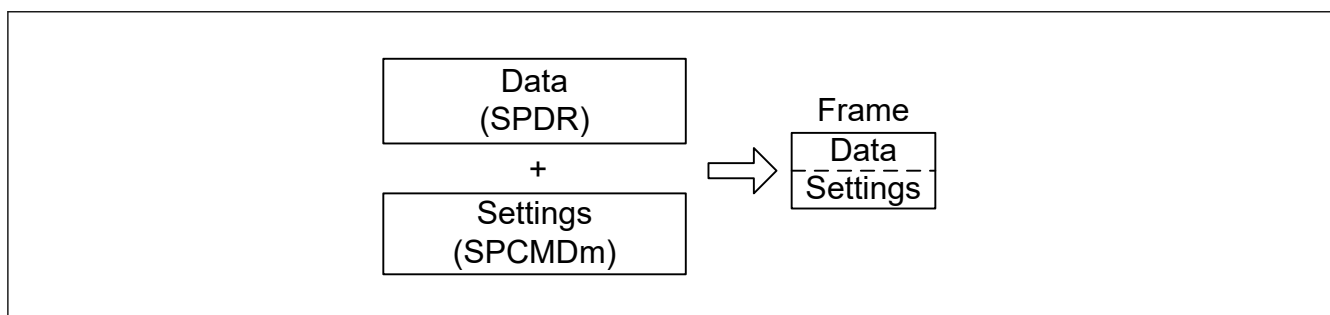 Data
(SPDR)
+
Settings
(SPCMDm)
Frame
Data
Settings